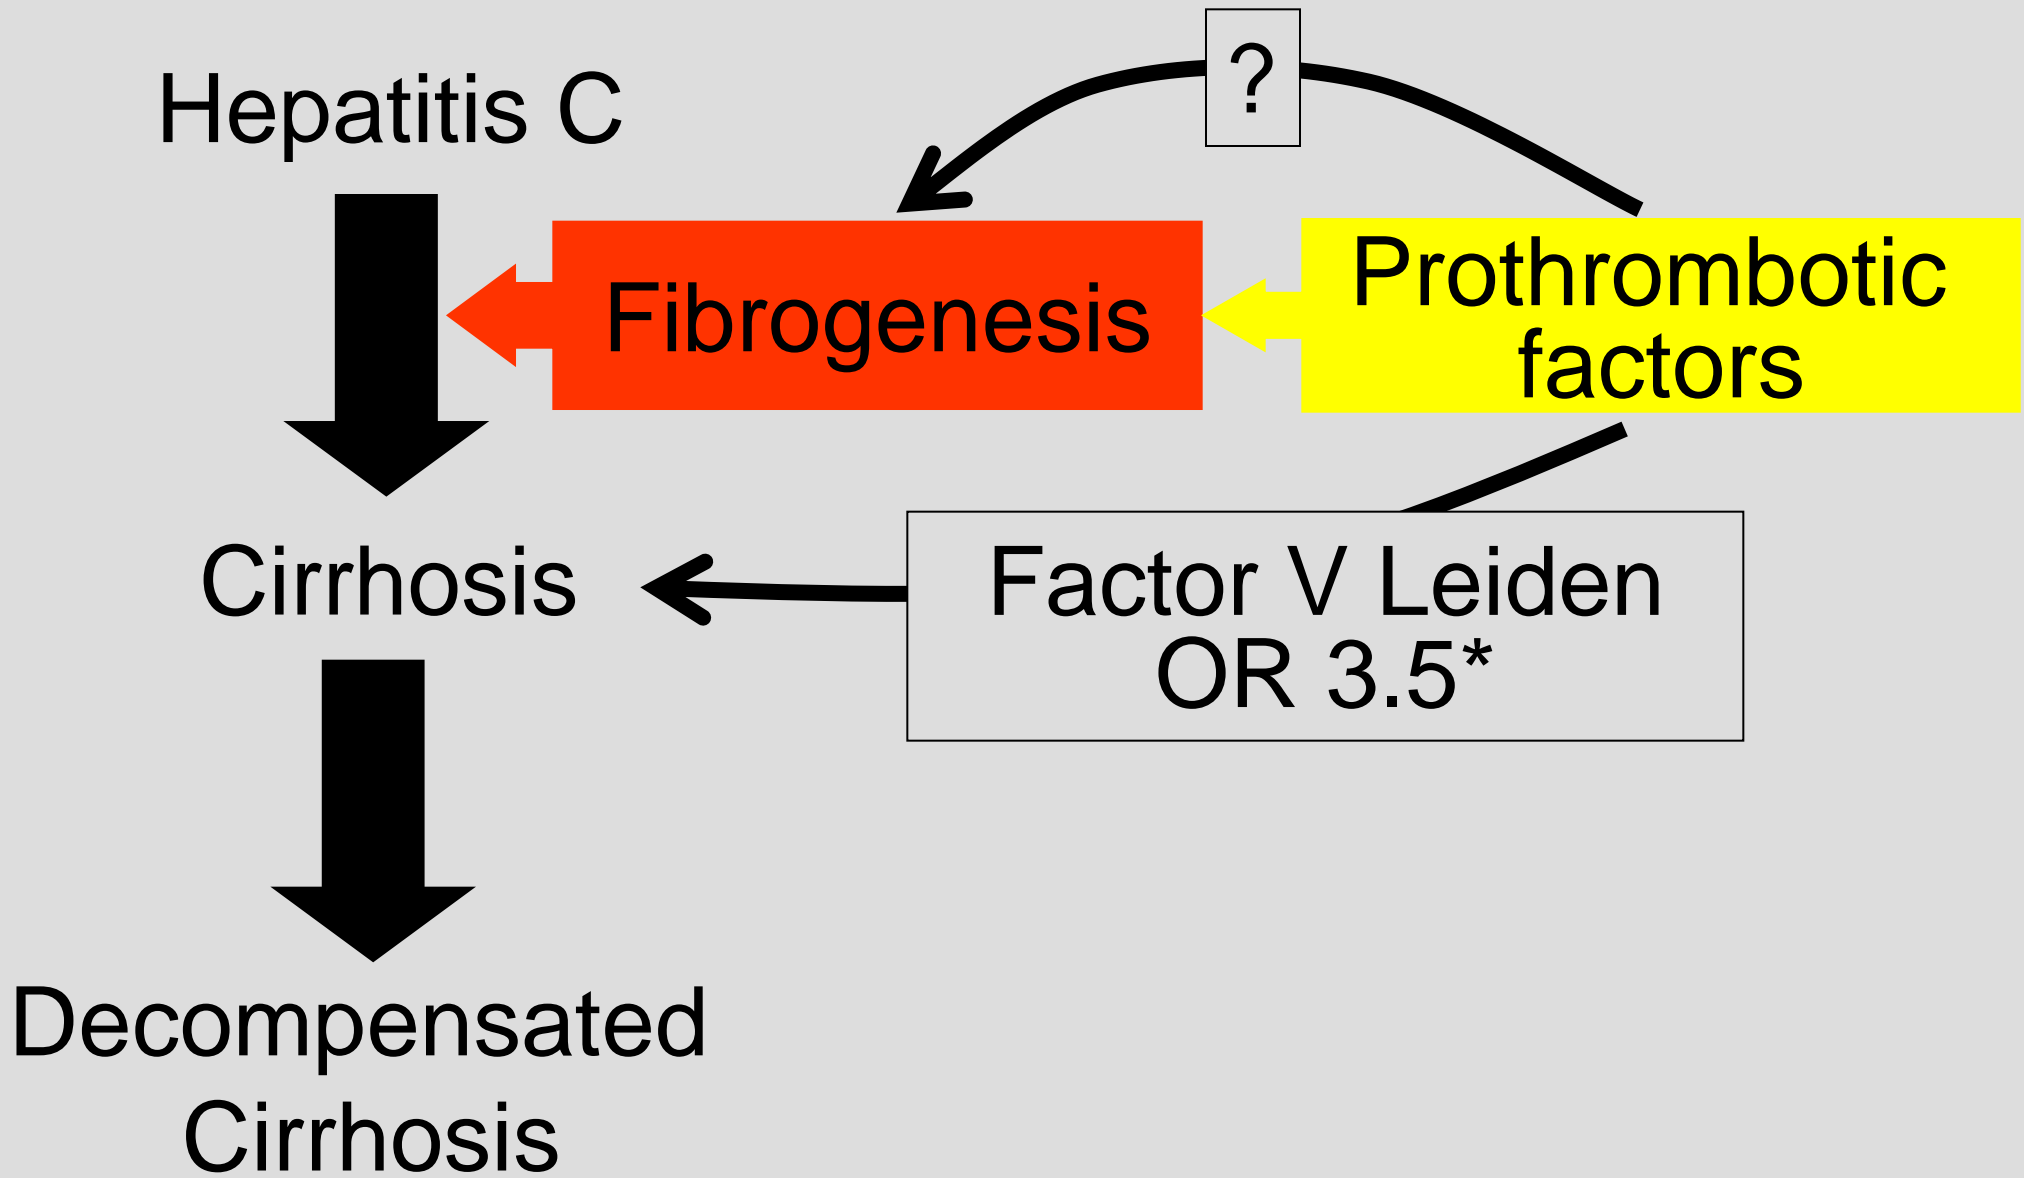 ?
Hepatitis C
Fibrogenesis
Prothrombotic
factors
Cirrhosis
Factor V Leiden
OR 3.5*
Decompensated
Cirrhosis